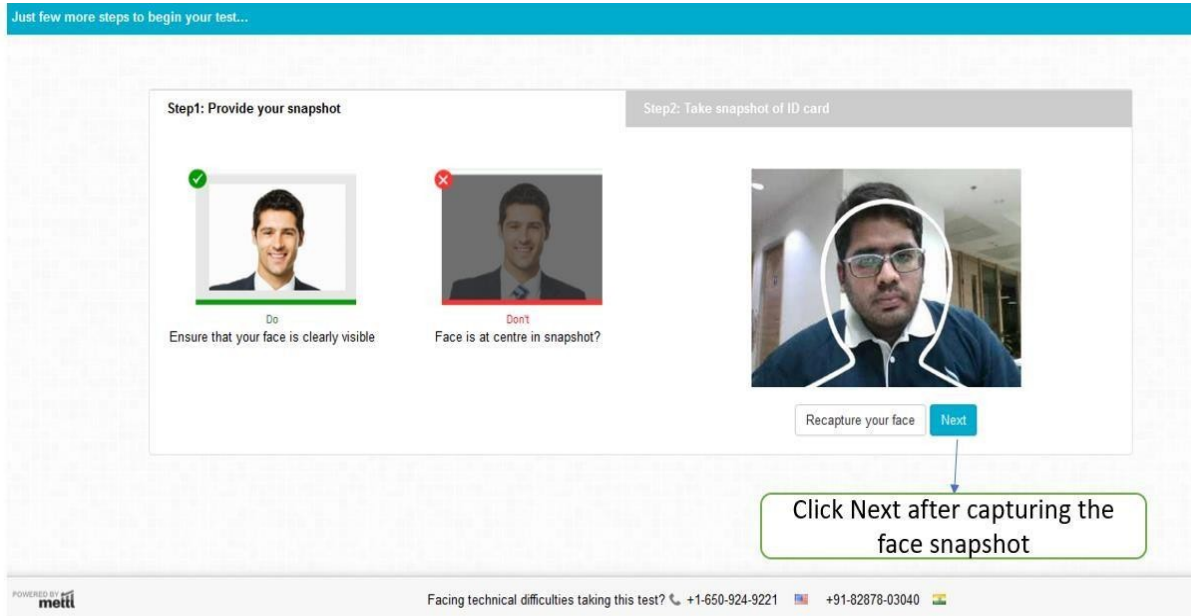 Just few more steps to begin your test...
Step1: Provide your snapshot
Step2: Take snapshot of ID card
Do
Ensure that your face is clearly visible
Don't
Face is at centre in snapshot?
Recapture your face
Next
Click Next after capturing the
face snapshot
POWERED BY
mettl
Facing technical difficulties taking this test? +1-650-924-9221 +91-82878-03040